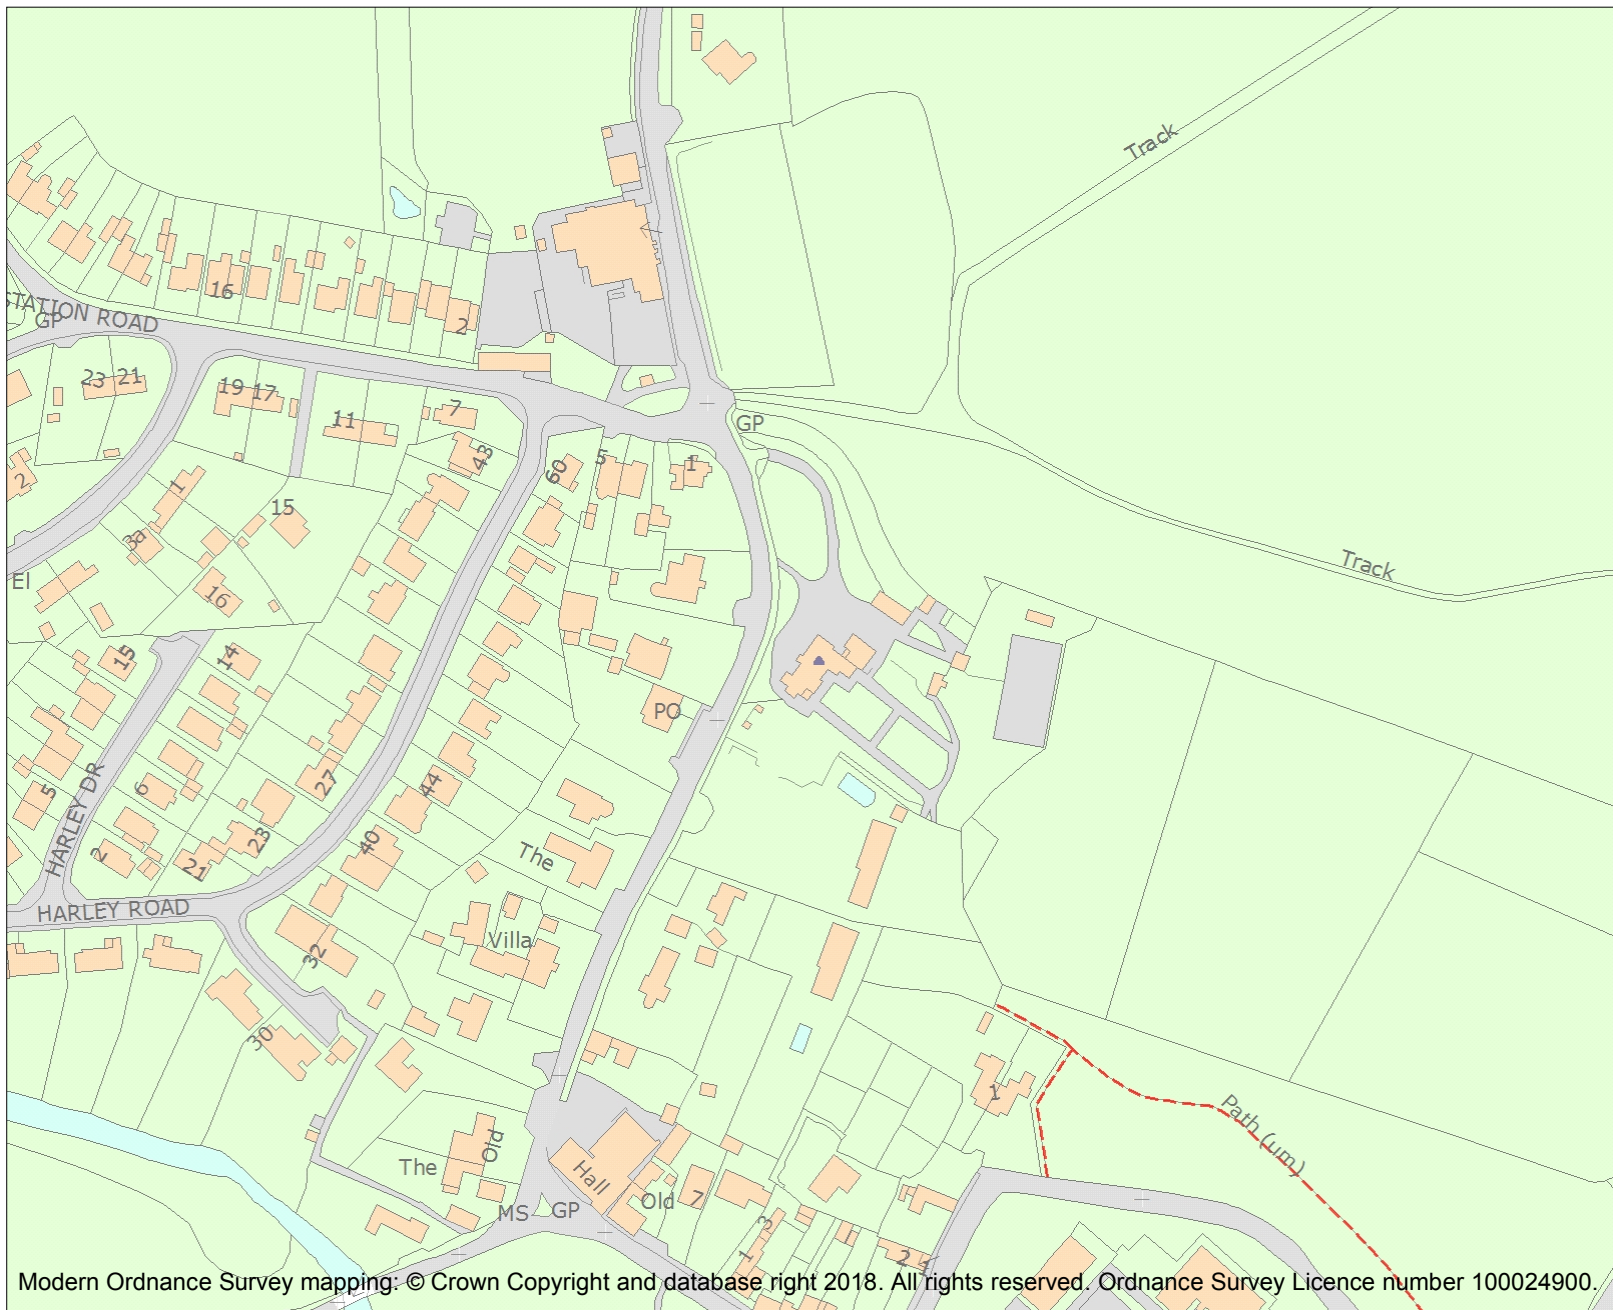 Track
16
STATION ROAD
GP
2
23 21
19 17
11
7
GP
43
5
1
60
2
1
15
3a
Track
El
16
15
14
PO
5
HARLEY DR
6
27
44
2
21
23
40
The
HARLEY ROAD
Villa
32
30
1
Path (um)
The
Old
Hall
7
Old
MS
GP
3
1
2
1
Modern Ordnance Survey mapping: © Crown Copyright and database right 2018. All rights reserved. Ordnance Survey Licence number 100024900.